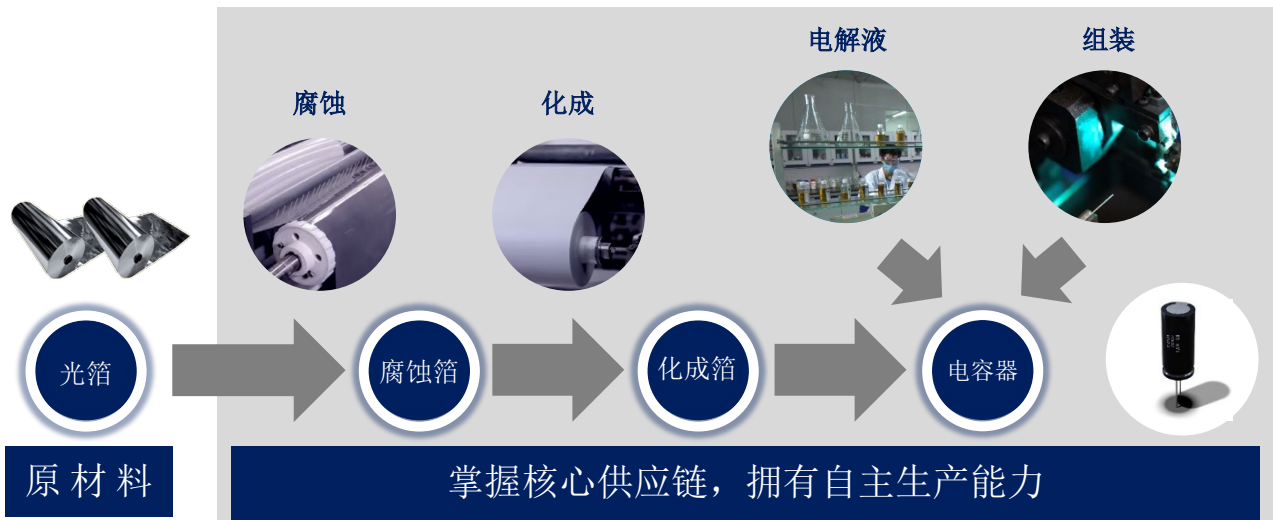 电解液
组装
腐蚀
化成
光箔
腐蚀箔
化成箔
电容器
原材料
掌握核心供应链，拥有自主生产能力